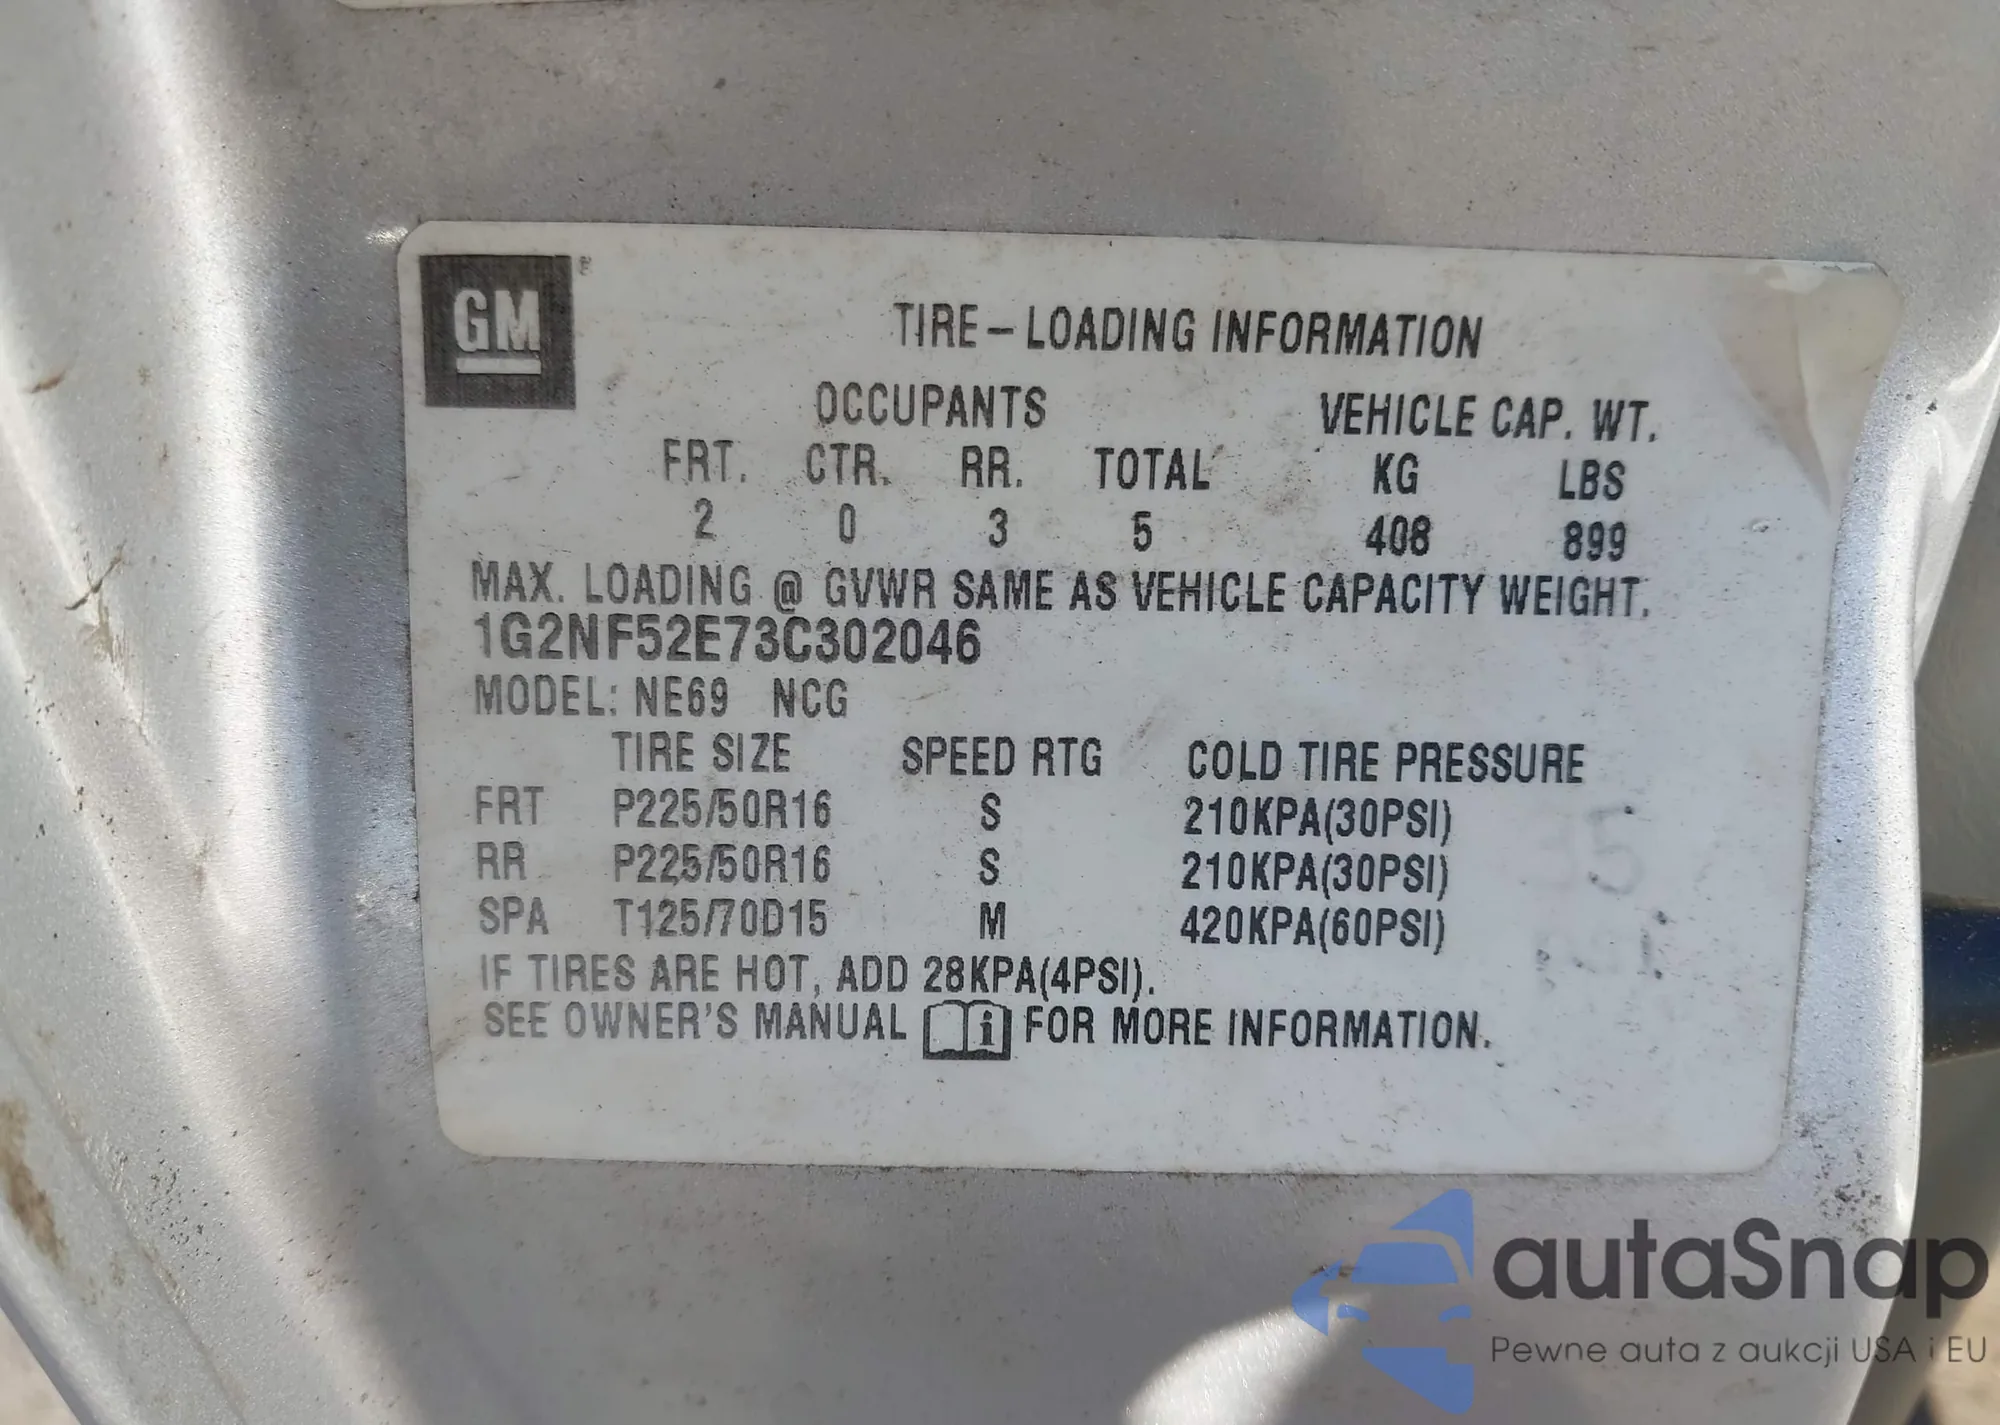 GM
TIRE-LOADING INFORMATION
OCCUPANTS VEHICLE CAP. WT.
FRT. CTR. RR. TOTAL KG LBS
2 0 3 5 408 899
MAX. LOADING @ GVWR SAME AS VEHICLE CAPACITY WEIGHT.
1G2NF52E73C302046
MODEL: NE69 NCG
TIRE SIZE SPEED RTG COLD TIRE PRESSURE
FRT P225/50R16 S 210KPA(30PSI)
RR P225/50R16 S 210KPA(30PSI)
SPA T125/70D15 M 420KPA(60PSI)
IF TIRES ARE HOT, ADD 28KPA(4PSI).
SEE OWNER'S MANUAL i FOR MORE INFORMATION.
autaSnap
Pewne auta z aukcji USA i EU